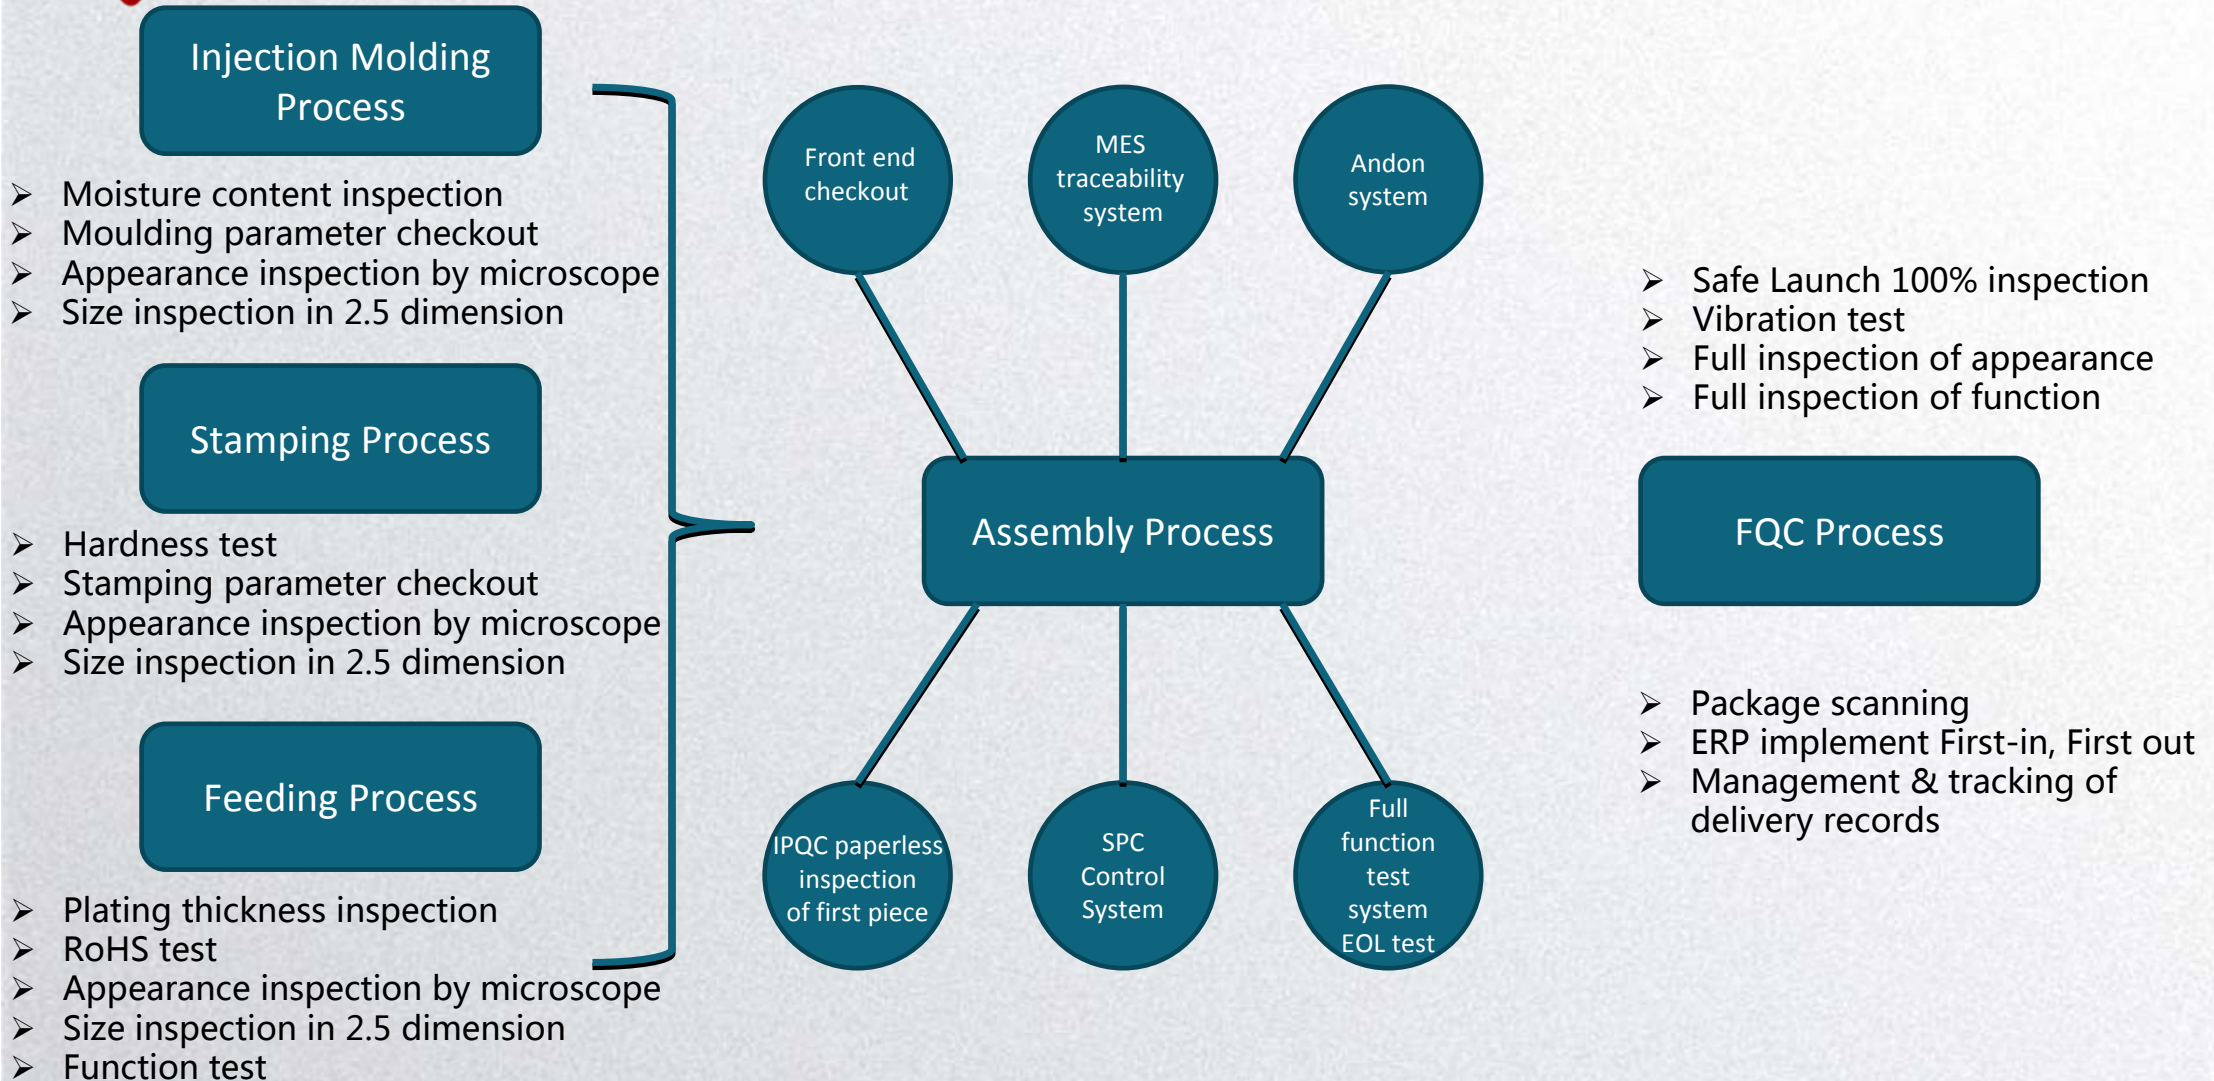 Injection Molding
Process
Moisture content inspection
Moulding parameter checkout
Appearance inspection by microscope
Size inspection in 2.5 dimension
Stamping Process
Hardness test
Stamping parameter checkout
Appearance inspection by microscope
Size inspection in 2.5 dimension
Feeding Process
Plating thickness inspection
RoHS test
Appearance inspection by microscope
Size inspection in 2.5 dimension
Function test
Front end
checkout
MES
traceability
system
Andon
system
Assembly Process
IPQC paperless
inspection
of first piece
SPC
Control
System
Full
function
test
system
EOL test
Safe Launch 100% inspection
Vibration test
Full inspection of appearance
Full inspection of function
FQC Process
Package scanning
ERP implement First-in, First out
Management & tracking of
delivery records